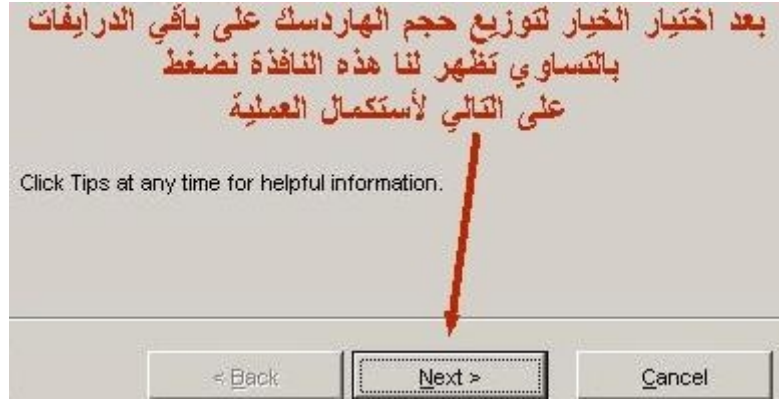 بعد اختيار الخيار لتوزيع حجم الهاردسك على باقي الدرايفات
بالتساوي تظهر لنا هذه النافذة نضغط
على التالي لأستكمال العملية
Click Tips at any time for helpful information.
< Back
Next >
Cancel